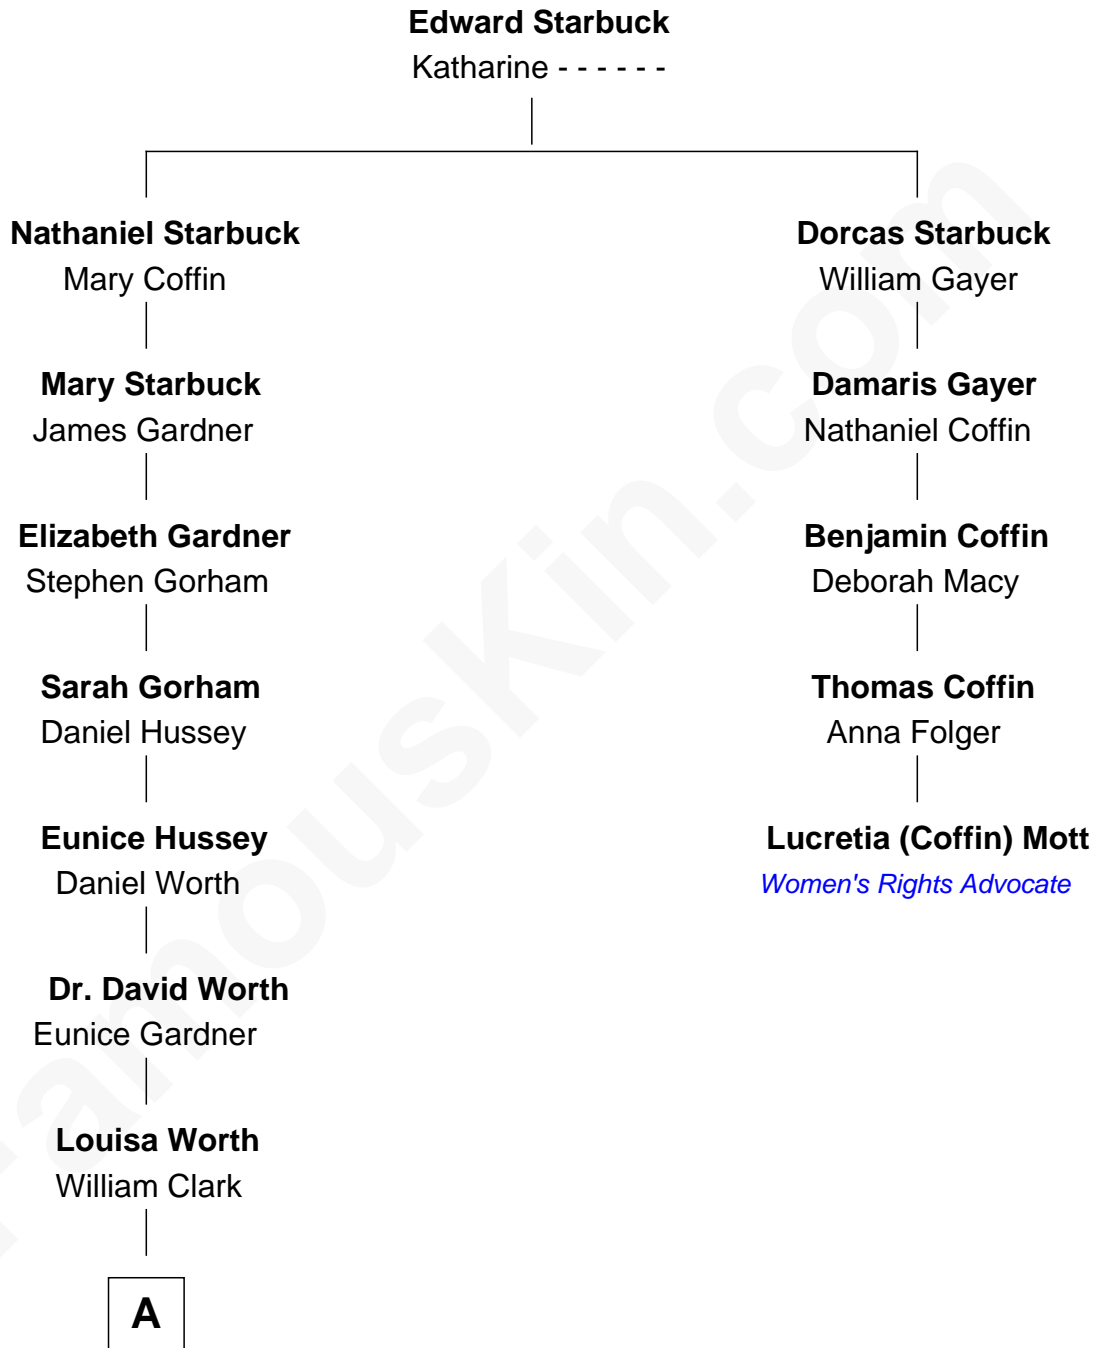 Edward Starbuck
Katharine - - - - - -
Nathaniel Starbuck
Mary Coffin
Dorcas Starbuck
William Gayer
Mary Starbuck
James Gardner
Damaris Gayer
Nathaniel Coffin
Elizabeth Gardner
Stephen Gorham
Benjamin Coffin
Deborah Macy
Sarah Gorham
Daniel Hussey
Thomas Coffin
Anna Folger
Eunice Hussey
Daniel Worth
Lucretia (Coffin) Mott
Women's Rights Advocate
Dr. David Worth
Eunice Gardner
Louisa Worth
William Clark
A
FamousKin.com